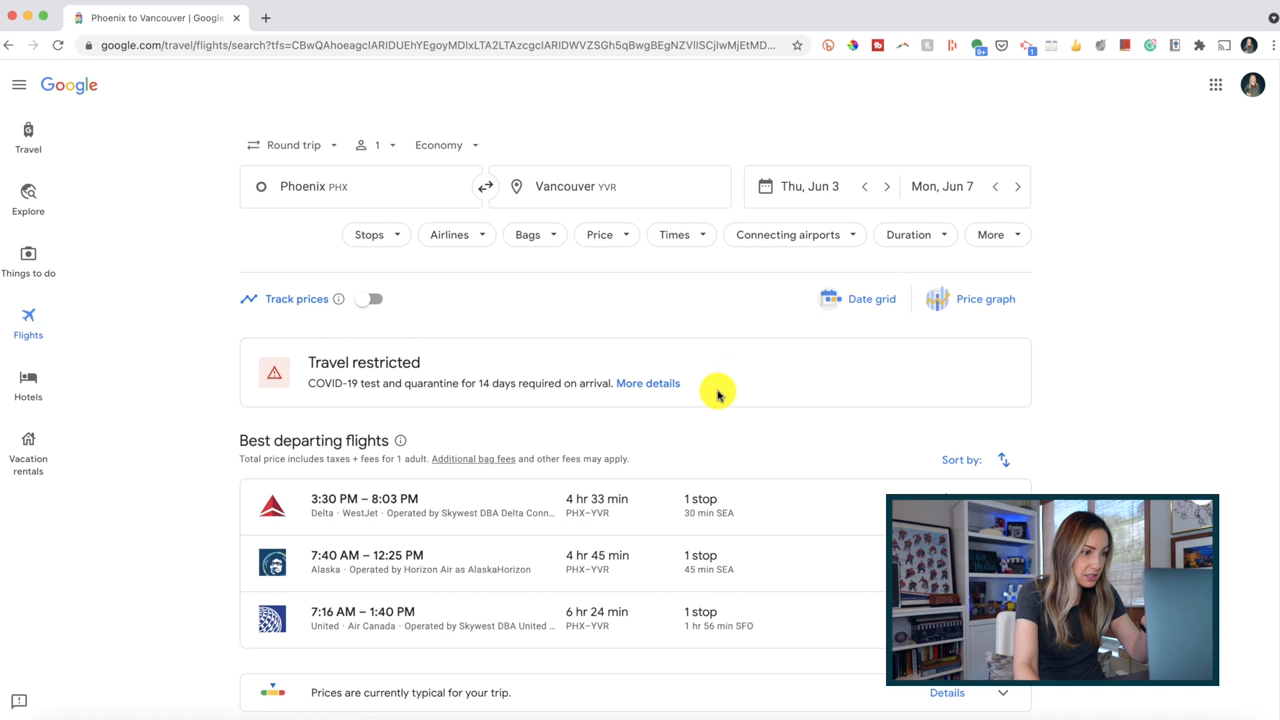 Phoenix to Vancouver | Google
google.com/travel/flights/search?tfs=CBwQAhoeagcIARIDUEhYEgoyMDIxLTA2LTAzcgcIARIDWVZSGh5qBwgBEgNZVlISCjIwMjEtMD...
9+
1
Google
Travel
Explore
Things to do
Flights
Hotels
Vacation
rentals
Round trip 1 Economy
Phoenix PHX Vancouver YVR Thu, Jun 3 Mon, Jun 7
Stops Airlines Bags Price Times Connecting airports Duration More
Track prices Date grid Price graph
Travel restricted
COVID-19 test and quarantine for 14 days required on arrival. More details
Best departing flights
Total price includes taxes + fees for 1 adult. Additional bag fees and other fees may apply.
Sort by:
3:30 PM – 8:03 PM 4 hr 33 min 1 stop
Delta · WestJet · Operated by Skywest DBA Delta Conn... PHX–YVR 30 min SEA
7:40 AM – 12:25 PM 4 hr 45 min 1 stop
Alaska · Operated by Horizon Air as AlaskaHorizon PHX–YVR 45 min SEA
7:16 AM – 1:40 PM 6 hr 24 min 1 stop
United · Air Canada · Operated by Skywest DBA United ... PHX–YVR 1 hr 56 min SFO
Prices are currently typical for your trip. Details